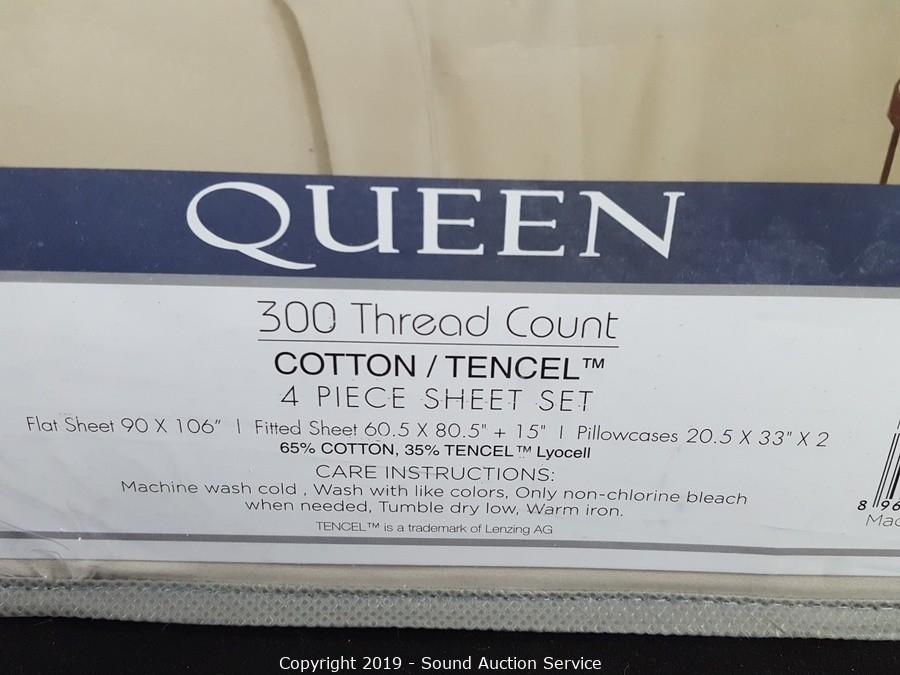 QUEEN
300 Thread Count
COTTON / TENCEL™
4 PIECE SHEET SET
Flat Sheet 90 X 106" | Fitted Sheet 60.5 X 80.5" + 15" | Pillowcases 20.5 X 33" X 2
65% COTTON, 35% TENCEL™ Lyocell
CARE INSTRUCTIONS:
Machine wash cold , Wash with like colors, Only non-chlorine bleach
when needed, Tumble dry low, Warm iron.
TENCEL™ is a trademark of Lenzing AG
8 96
Copyright 2019 - Sound Auction Service